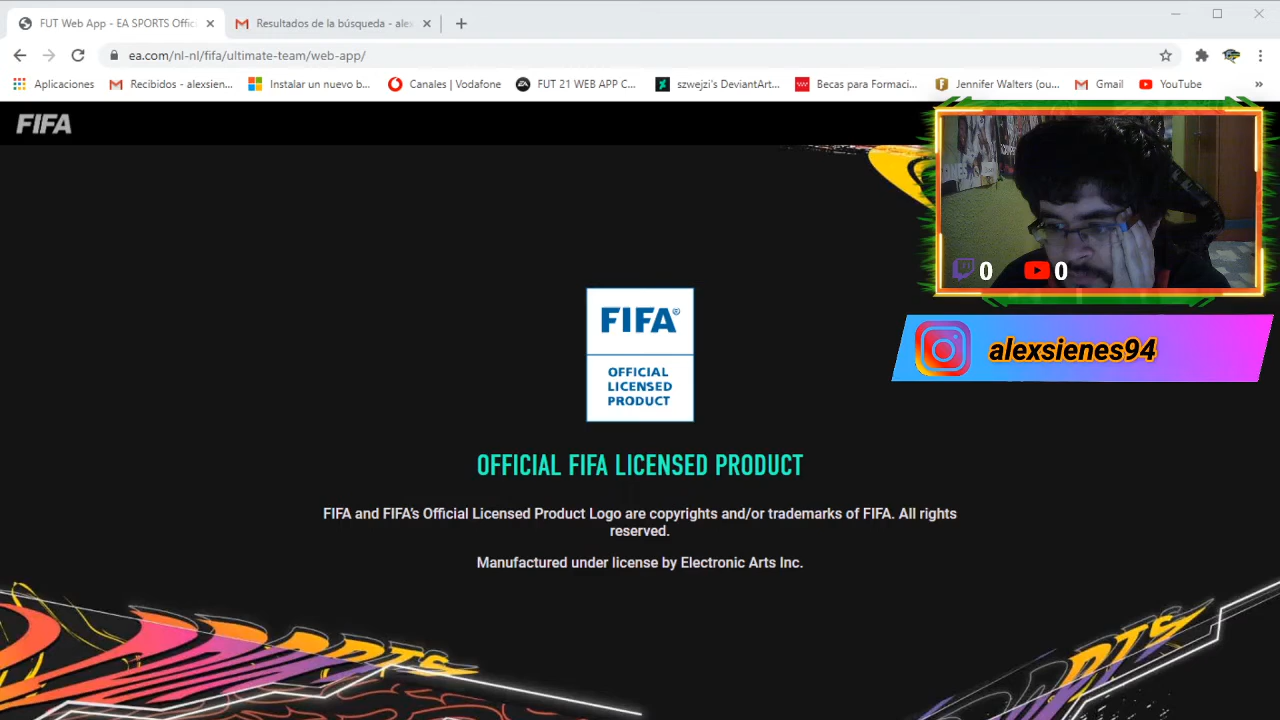 FUT Web App - EA SPORTS Offici
Resultados de la búsqueda - ale
ea.com/nl-nl/fifa/ultimate-team/web-app/
Aplicaciones
Recibidos - alexsien...
Instalar un nuevo b...
Canales | Vodafone
FUT 21 WEB APP C...
szwejzi's DeviantArt...
Becas para Formaci...
Jennifer Walters (ou...
Gmail
YouTube
»
FIFA
0
0
alexsienes94
FIFA®
OFFICIAL
LICENSED
PRODUCT
OFFICIAL FIFA LICENSED PRODUCT
FIFA and FIFA's Official Licensed Product Logo are copyrights and/or trademarks of FIFA. All rights
reserved.
Manufactured under license by Electronic Arts Inc.